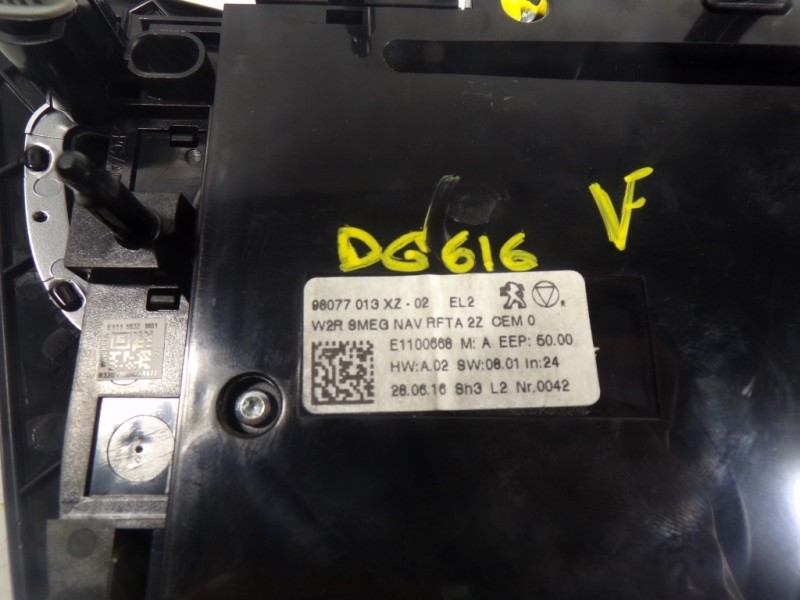 DG616
V
98077 013 XZ - 02 EL2
W2R SMEG NAV RFTA 2Z CEM 0
E1100668 M: A EEP: 50.00
HW:A.02 SW:08.01 In:24
28.06.16 Sh3 L2 Nr.0042